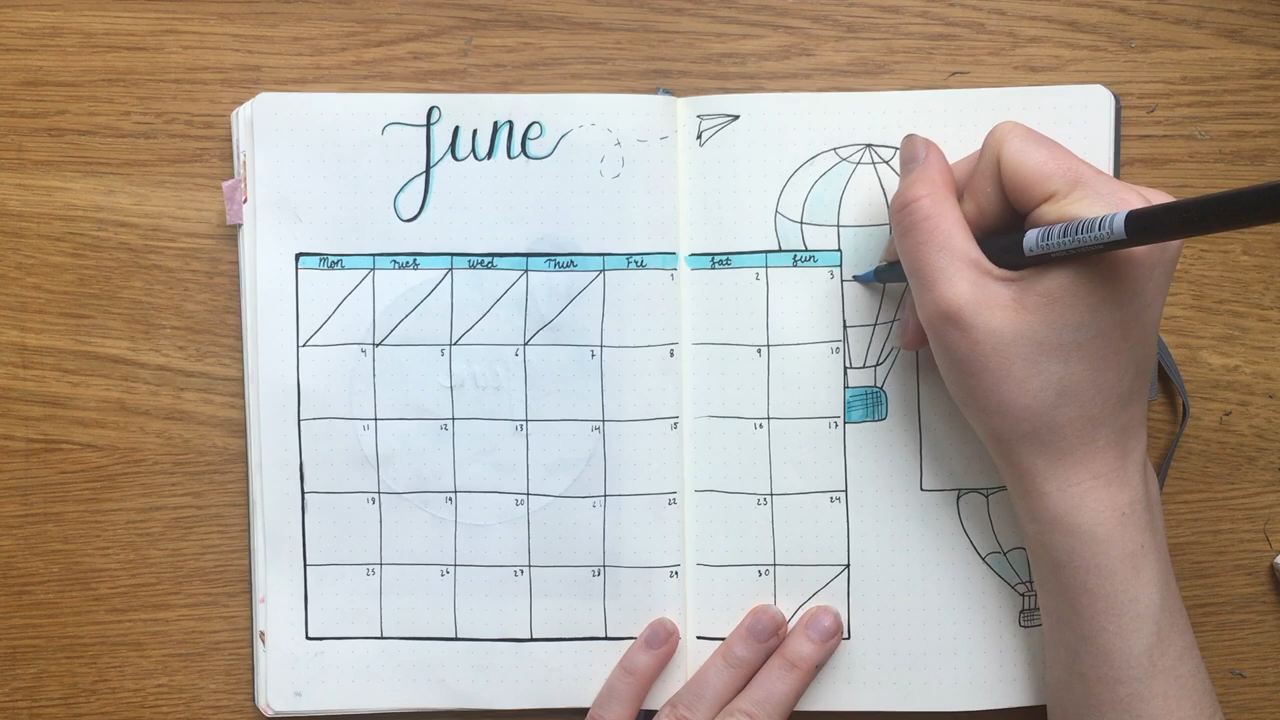 June
Mon Tues Wed Thur Fri Sat Sun
1 2 3
4 5 6 7 8 9 10
11 12 13 14 15 16 17
18 19 20 21 22 23 24
25 26 27 28 29 30
4901991901603
96